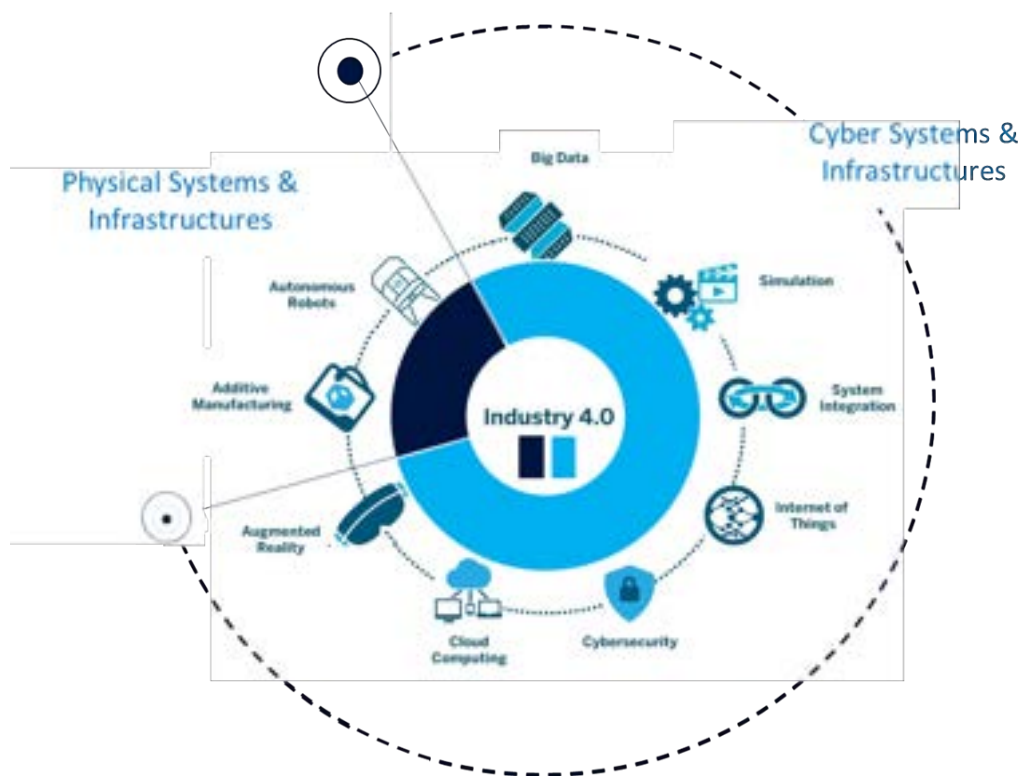 Cyber Systems &
Infrastructures
Physical Systems &
Infrastructures
Big Data
Simulation
Autonomous
Robots
Additive
Manufacturing
System
Integration
Industry 4.0
Internet of
Things
Augmented
Reality
Cloud
Computing
Cybersecurity